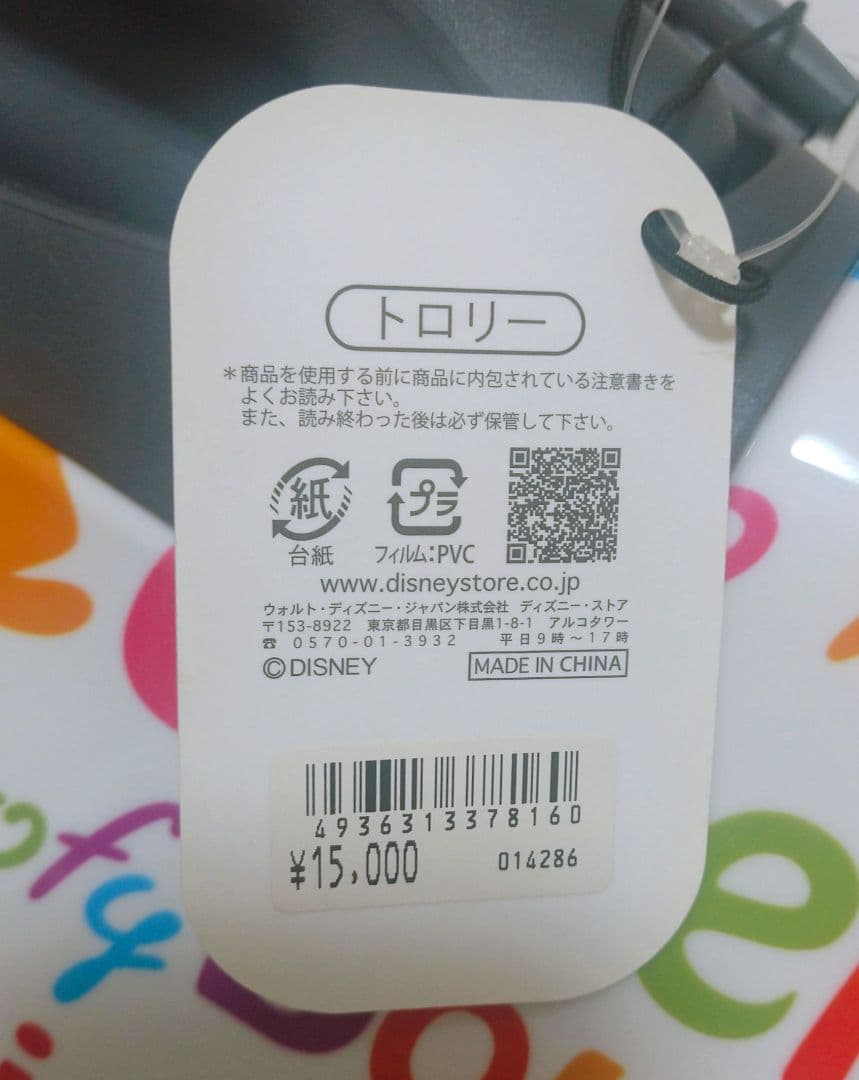 トロリー
＊商品を使用する前に商品に内包されている注意書きを
よくお読み下さい。
また、読み終わった後は必ず保管して下さい。
紙 プラ
台紙 フィルム:PVC
www.disneystore.co.jp
ウォルト・ディズニー・ジャパン株式会社 ディズニー・ストア
〒153-8922 東京都目黒区下目黒1-8-1 アルコタワー
☎ 0570-01-3932 平日9時～17時
©DISNEY MADE IN CHINA
4936313378160
¥15,000 014286